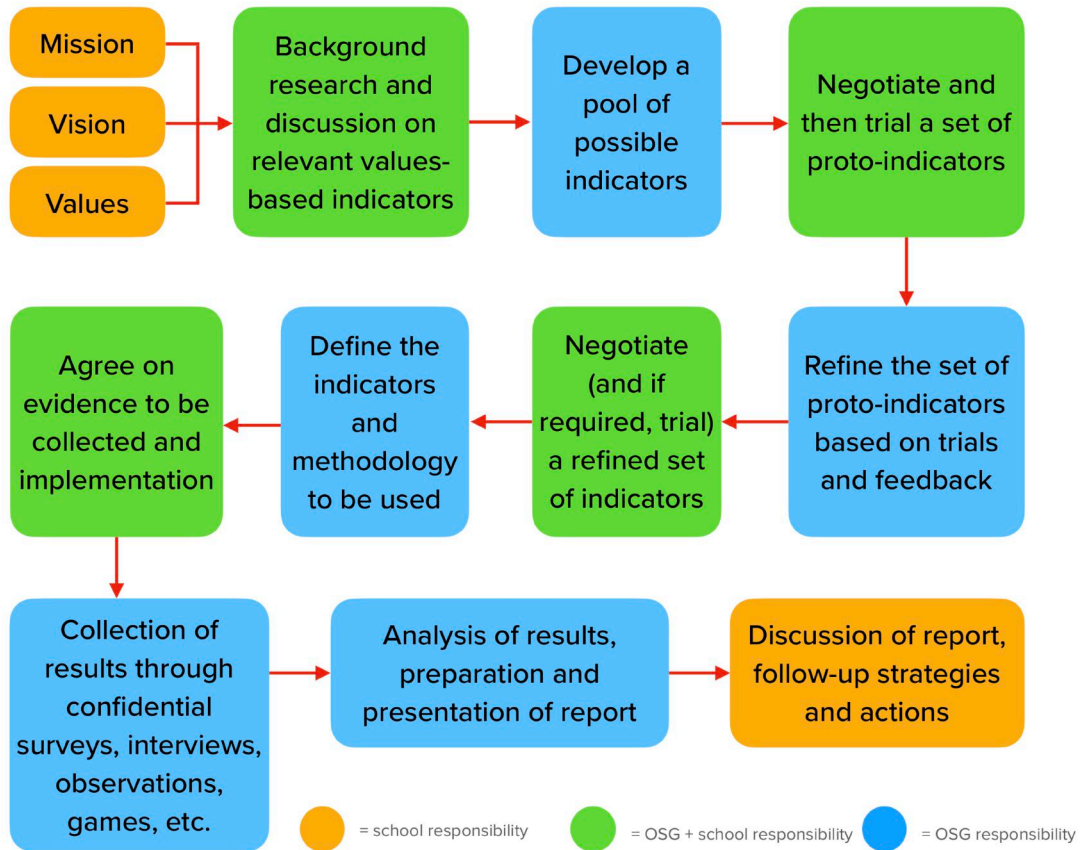 Mission
Vision
Values
Background
research and
discussion on
relevant values-
based indicators
Develop a
pool of
possible
indicators
Negotiate and
then trial a set of
proto-indicators
Refine the set of
proto-indicators
based on trials
and feedback
Negotiate
(and if
required, trial)
a refined set
of indicators
Define the
indicators
and
methodology
to be used
Agree on
evidence to be
collected and
implementation
Collection of
results through
confidential
surveys, interviews,
observations,
games, etc.
Analysis of results,
preparation and
presentation of report
Discussion of report,
follow-up strategies
and actions
= school responsibility
= OSG + school responsibility
= OSG responsibility